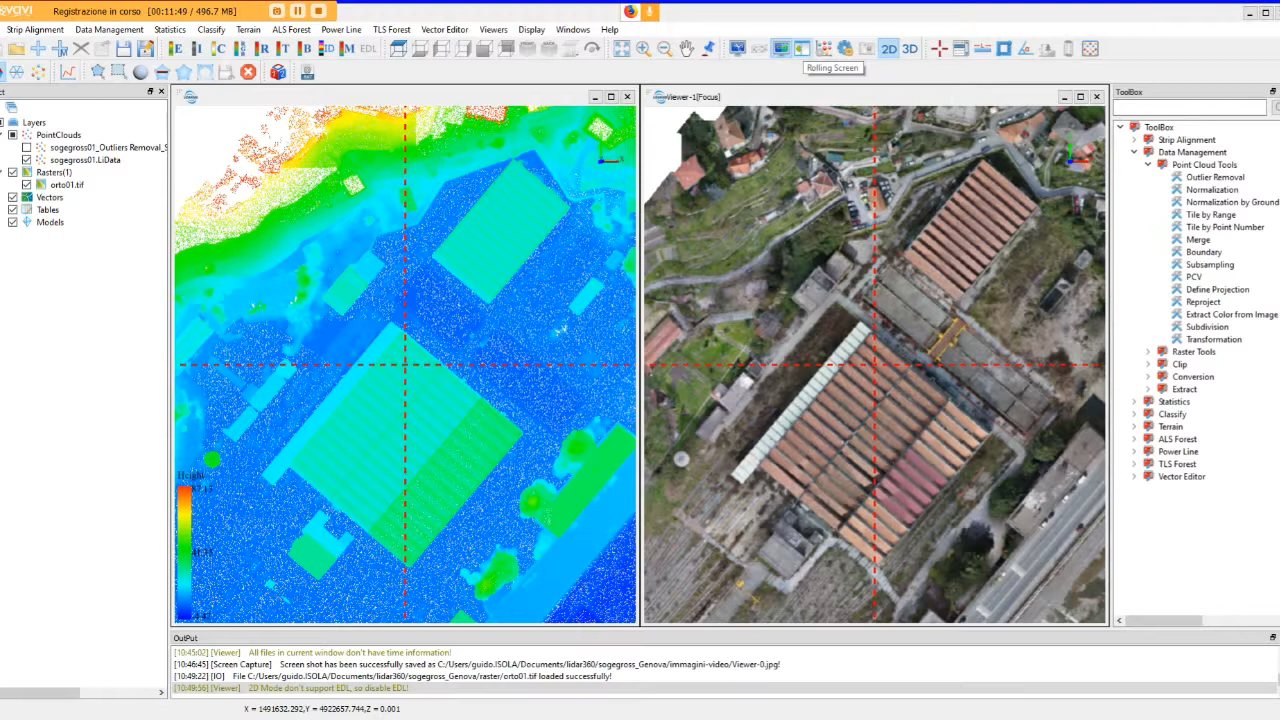 Registrazione in corso [00:11:49 / 496.7 MB]
Strip Alignment Data Management Statistics Classify Terrain ALS Forest Power Line TLS Forest Vector Editor Viewers Display Windows Help
E I C R T B ID M EDL 2D 3D
Rolling Screen
Viewer-1[Focus]
ToolBox
Layers
PointClouds
sogegross01_Outliers Removal_S
sogegross01.LiData
Rasters(1)
orto01.tif
Vectors
Tables
Models
Height
ToolBox
Strip Alignment
Data Management
Point Cloud Tools
Outlier Removal
Normalization
Normalization by Ground
Tile by Range
Tile by Point Number
Merge
Boundary
Subsampling
PCV
Define Projection
Reproject
Extract Color from Image
Subdivision
Transformation
Raster Tools
Clip
Conversion
Extract
Statistics
Classify
Terrain
ALS Forest
Power Line
TLS Forest
Vector Editor
OutPut
[10:45:02] [Viewer] All files in current window don't have time information!
[10:46:45] [Screen Capture] Screen shot has been successfully saved as C:/Users/guido.ISOLA/Documents/lidar360/sogegross_Genova/immagini-video/Viewer-0.jpg!
[10:49:22] [IO] File C:/Users/guido.ISOLA/Documents/lidar360/sogegross_Genova/raster/orto01.tif loaded successfully!
[10:49:56] [Viewer] 2D Mode don't support EDL, so disable EDL!
X = 1491632.292, Y = 4922657.744, Z = 0.001